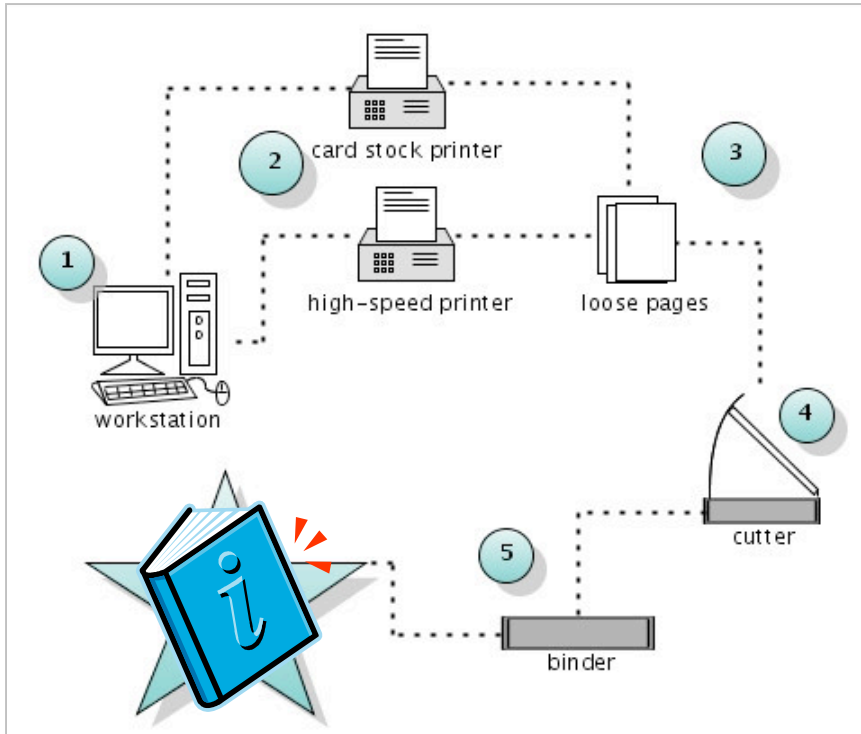 card stock printer
2
3
1
high-speed printer
loose pages
workstation
4
cutter
5
i
binder